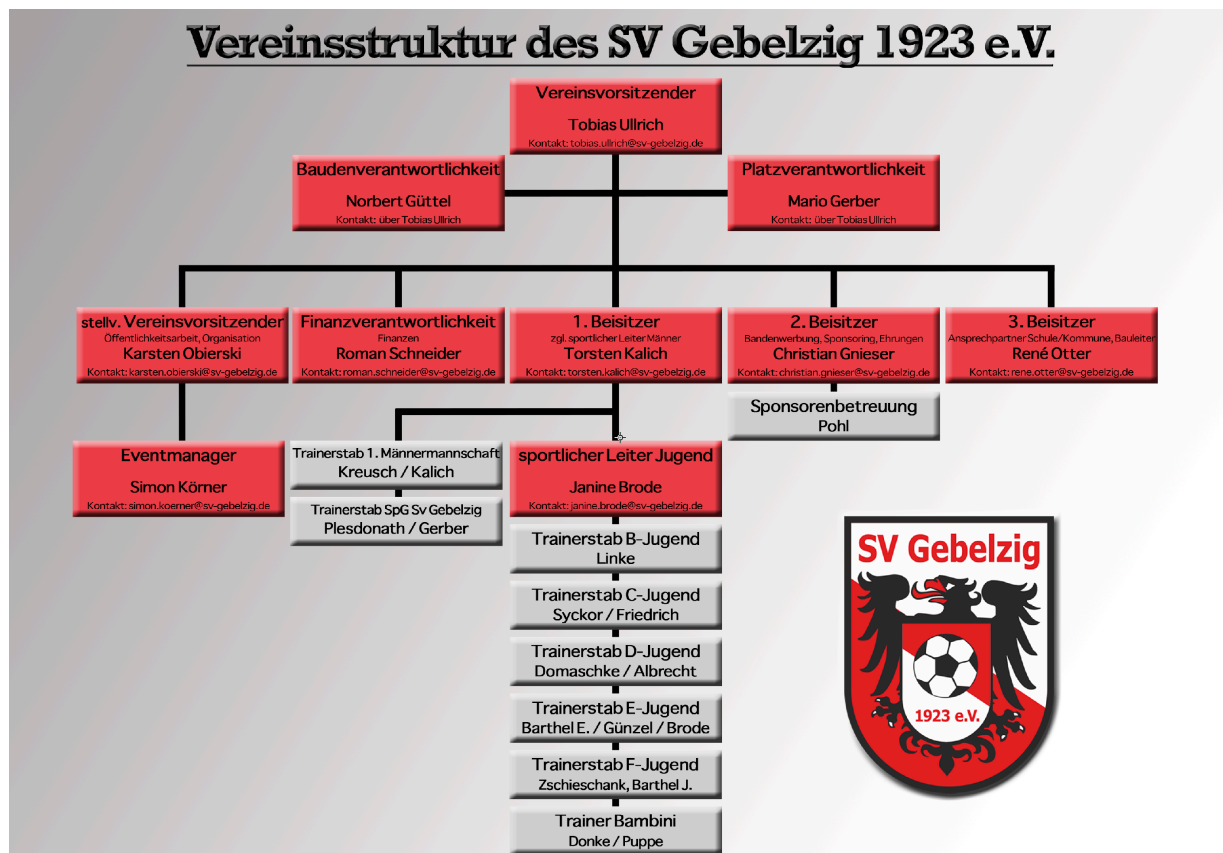 Vereinsstruktur des SV Gebelzig 1923 e.V.
Vereinsvorsitzender
Tobias Ullrich
Kontakt: tobias.ullrich@sv-gebelzig.de
Baudenverantwortlichkeit
Norbert Güttel
Kontakt: über Tobias Ullrich
Platzverantwortlichkeit
Mario Gerber
Kontakt: über Tobias Ullrich
stellv. Vereinsvorsitzender
Öffentlichkeitsarbeit, Organisation
Karsten Obierski
Kontakt: karsten.obierski@sv-gebelzig.de
Finanzverantwortlichkeit
Finanzen
Roman Schneider
Kontakt: roman.schneider@sv-gebelzig.de
1. Beisitzer
zgl. sportlicher Leiter Männer
Torsten Kalich
Kontakt: torsten.kalich@sv-gebelzig.de
2. Beisitzer
Bandenwerbung, Sponsoring, Ehrungen
Christian Gnieser
Kontakt: christian.gnieser@sv-gebelzig.de
3. Beisitzer
Ansprechpartner Schule/Kommune, Bauleiter
René Otter
Kontakt: rene.otter@sv-gebelzig.de
Sponsorenbetreuung
Pohl
Eventmanager
Simon Körner
Kontakt: simon.koerner@sv-gebelzig.de
Trainerstab 1. Männermannschaft
Kreusch / Kalich
Trainerstab SpG Sv Gebelzig
Plesdonath / Gerber
sportlicher Leiter Jugend
Janine Brode
Kontakt: janine.brode@sv-gebelzig.de
Trainerstab B-Jugend
Linke
Trainerstab C-Jugend
Syckor / Friedrich
Trainerstab D-Jugend
Domaschke / Albrecht
Trainerstab E-Jugend
Barthel E. / Günzel / Brode
Trainerstab F-Jugend
Zschieschank, Barthel J.
Trainer Bambini
Donke / Puppe
SV Gebelzig
1923 e.V.